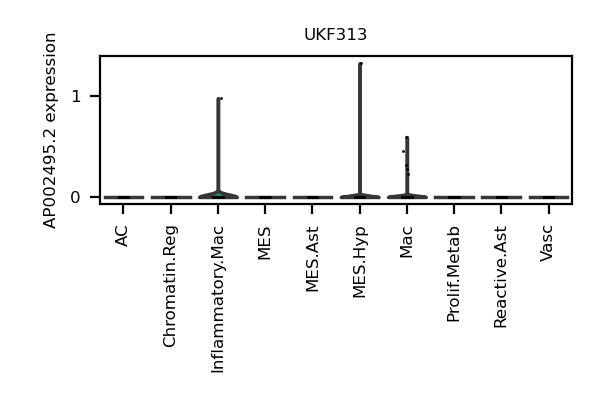 UKF313
AP002495.2 expression
1
0
AC
Chromatin.Reg
Inflammatory.Mac
MES
MES.Ast
MES.Hyp
Mac
Prolif.Metab
Reactive.Ast
Vasc